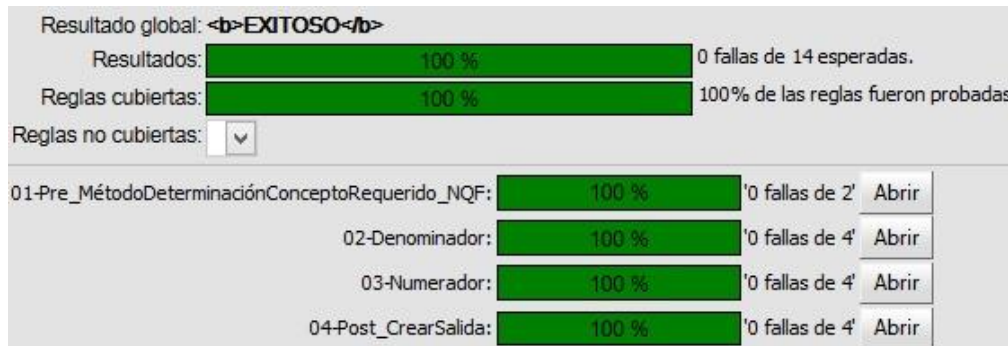 Resultado global: <b>EXITOSO</b>
Resultados: 100 % 0 fallas de 14 esperadas.
Reglas cubiertas: 100 % 100% de las reglas fueron probadas
Reglas no cubiertas:
01-Pre_MétodoDeterminaciónConceptoRequerido_NQF: 100 % '0 fallas de 2' Abrir
02-Denominador: 100 % '0 fallas de 4' Abrir
03-Numerador: 100 % '0 fallas de 4' Abrir
04-Post_CrearSalida: 100 % '0 fallas de 4' Abrir